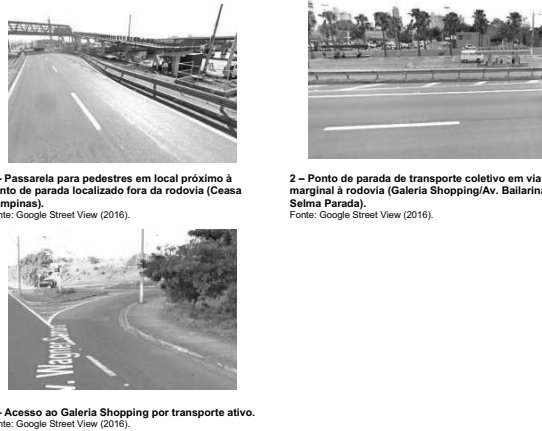 - Passarela para pedestres em local próximo à
nto de parada localizado fora da rodovia (Ceasa
mpinas).
nte: Google Street View (2016).
2 – Ponto de parada de transporte coletivo em via
marginal à rodovia (Galeria Shopping/Av. Bailarina
Selma Parada).
Fonte: Google Street View (2016).
v. Wagner Samara
- Acesso ao Galeria Shopping por transporte ativo.
nte: Google Street View (2016).